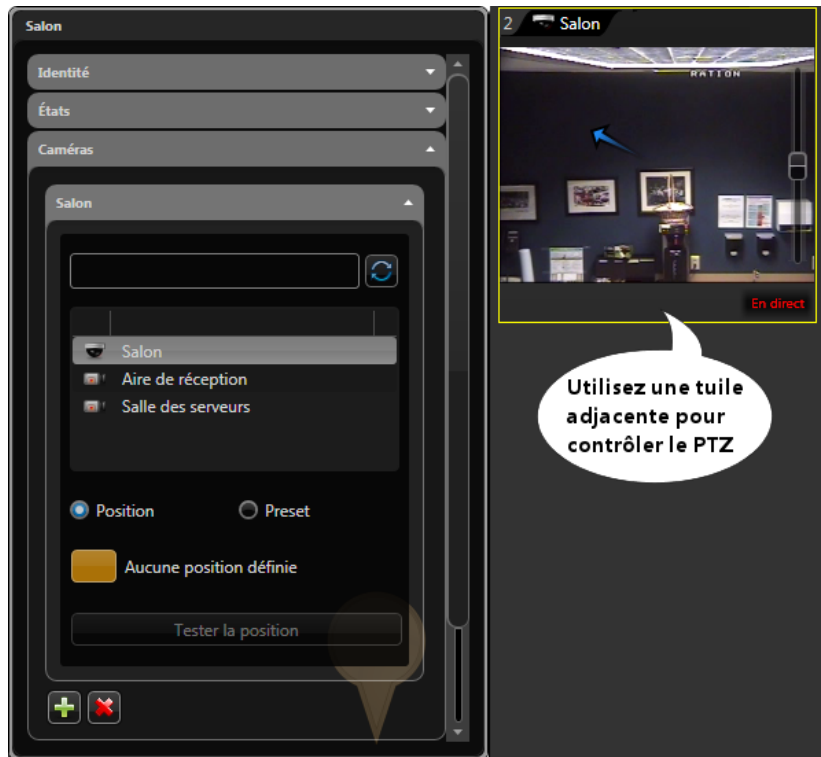 Salon
Identité
États
Caméras
Salon
Salon
Aire de réception
Salle des serveurs
Position
Preset
Aucune position définie
Tester la position
2
Salon
RATION
En direct
Utilisez une tuile
adjacente pour
contrôler le PTZ